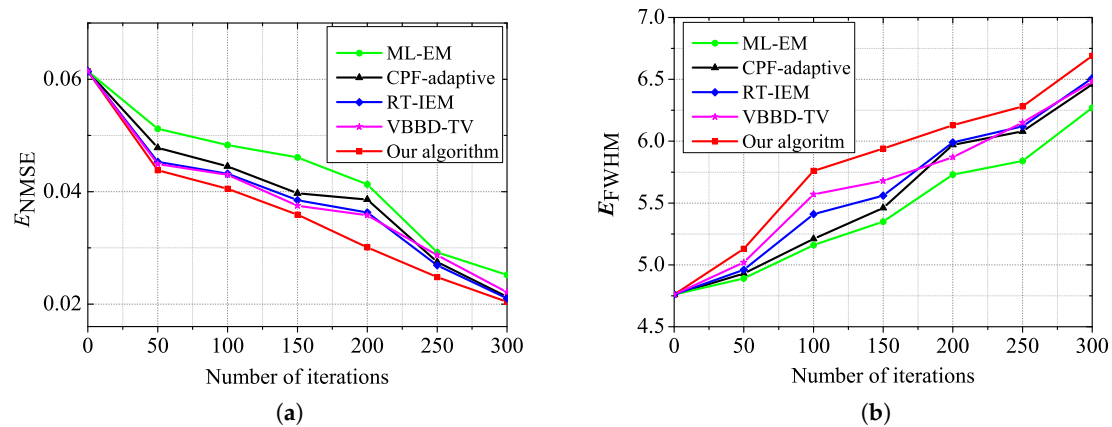 0.06
0.04
0.02
E_NMSE
ML-EM
CPF-adaptive
RT-IEM
VBBD-TV
Our algorithm
0 50 100 150 200 250 300
Number of iterations
(a)
7.0
6.5
6.0
5.5
5.0
4.5
E_FWHM
ML-EM
CPF-adaptive
RT-IEM
VBBD-TV
Our algoritm
0 50 100 150 200 250 300
Number of iterations
(b)